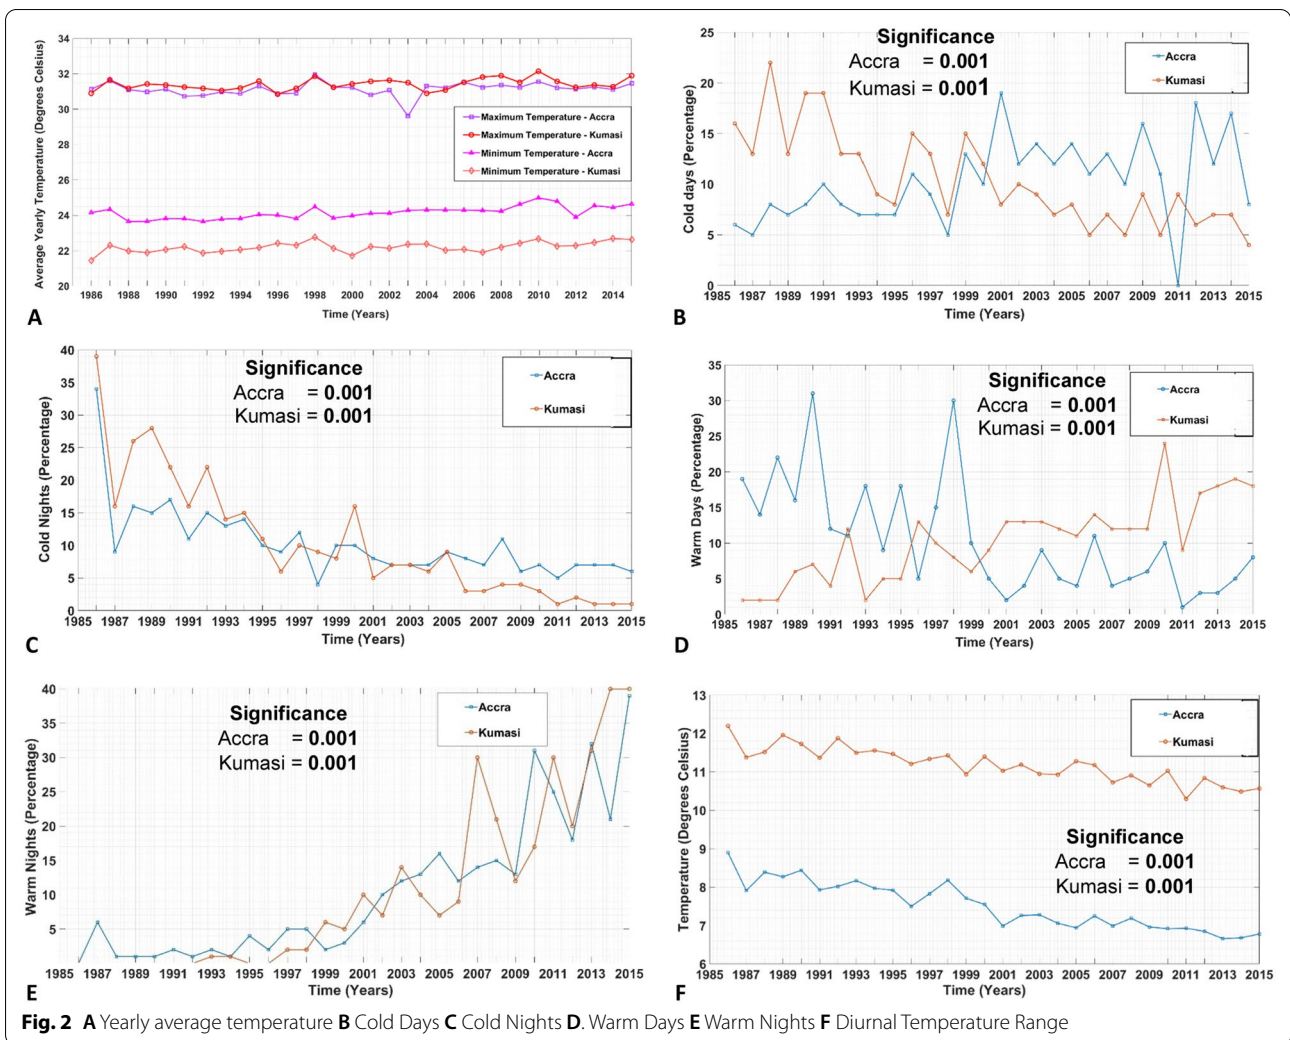 34
32
30
28
26
24
22
20
Average Yearly Temperature (Degrees Celsius)
Maximum Temperature - Accra
Maximum Temperature - Kumasi
Minimum Temperature - Accra
Minimum Temperature - Kumasi
1986 1988 1990 1992 1994 1996 1998 2000 2002 2004 2006 2008 2010 2012 2014
Time (Years)
A
Significance
Accra = 0.001
Kumasi = 0.001
Accra
Kumasi
25
20
15
10
5
0
Cold days (Percentage)
1985 1987 1989 1991 1993 1995 1997 1999 2001 2003 2005 2007 2009 2011 2013 2015
Time (Years)
B
40
35
30
25
20
15
10
5
0
Cold Nights (Percentage)
Significance
Accra = 0.001
Kumasi = 0.001
Accra
Kumasi
1985 1987 1989 1991 1993 1995 1997 1999 2001 2003 2005 2007 2009 2011 2013 2015
Time (Years)
C
35
30
25
20
15
10
5
0
Warm Days (Percentage)
Significance
Accra = 0.001
Kumasi = 0.001
Accra
Kumasi
1985 1987 1989 1991 1993 1995 1997 1999 2001 2003 2005 2007 2009 2011 2013 2015
Time (Years)
D
40
35
30
25
20
15
10
5
Warm Nights (Percentage)
Significance
Accra = 0.001
Kumasi = 0.001
Accra
Kumasi
1985 1987 1989 1991 1993 1995 1997 1999 2001 2003 2005 2007 2009 2011 2013 2015
Time (Years)
E
13
12
11
10
9
8
7
6
Temperature (Degrees Celsius)
Accra
Kumasi
Significance
Accra = 0.001
Kumasi = 0.001
1985 1987 1989 1991 1993 1995 1997 1999 2001 2003 2005 2007 2009 2011 2013 2015
Time (Years)
F
Fig. 2 A Yearly average temperature B Cold Days C Cold Nights D. Warm Days E Warm Nights F Diurnal Temperature Range